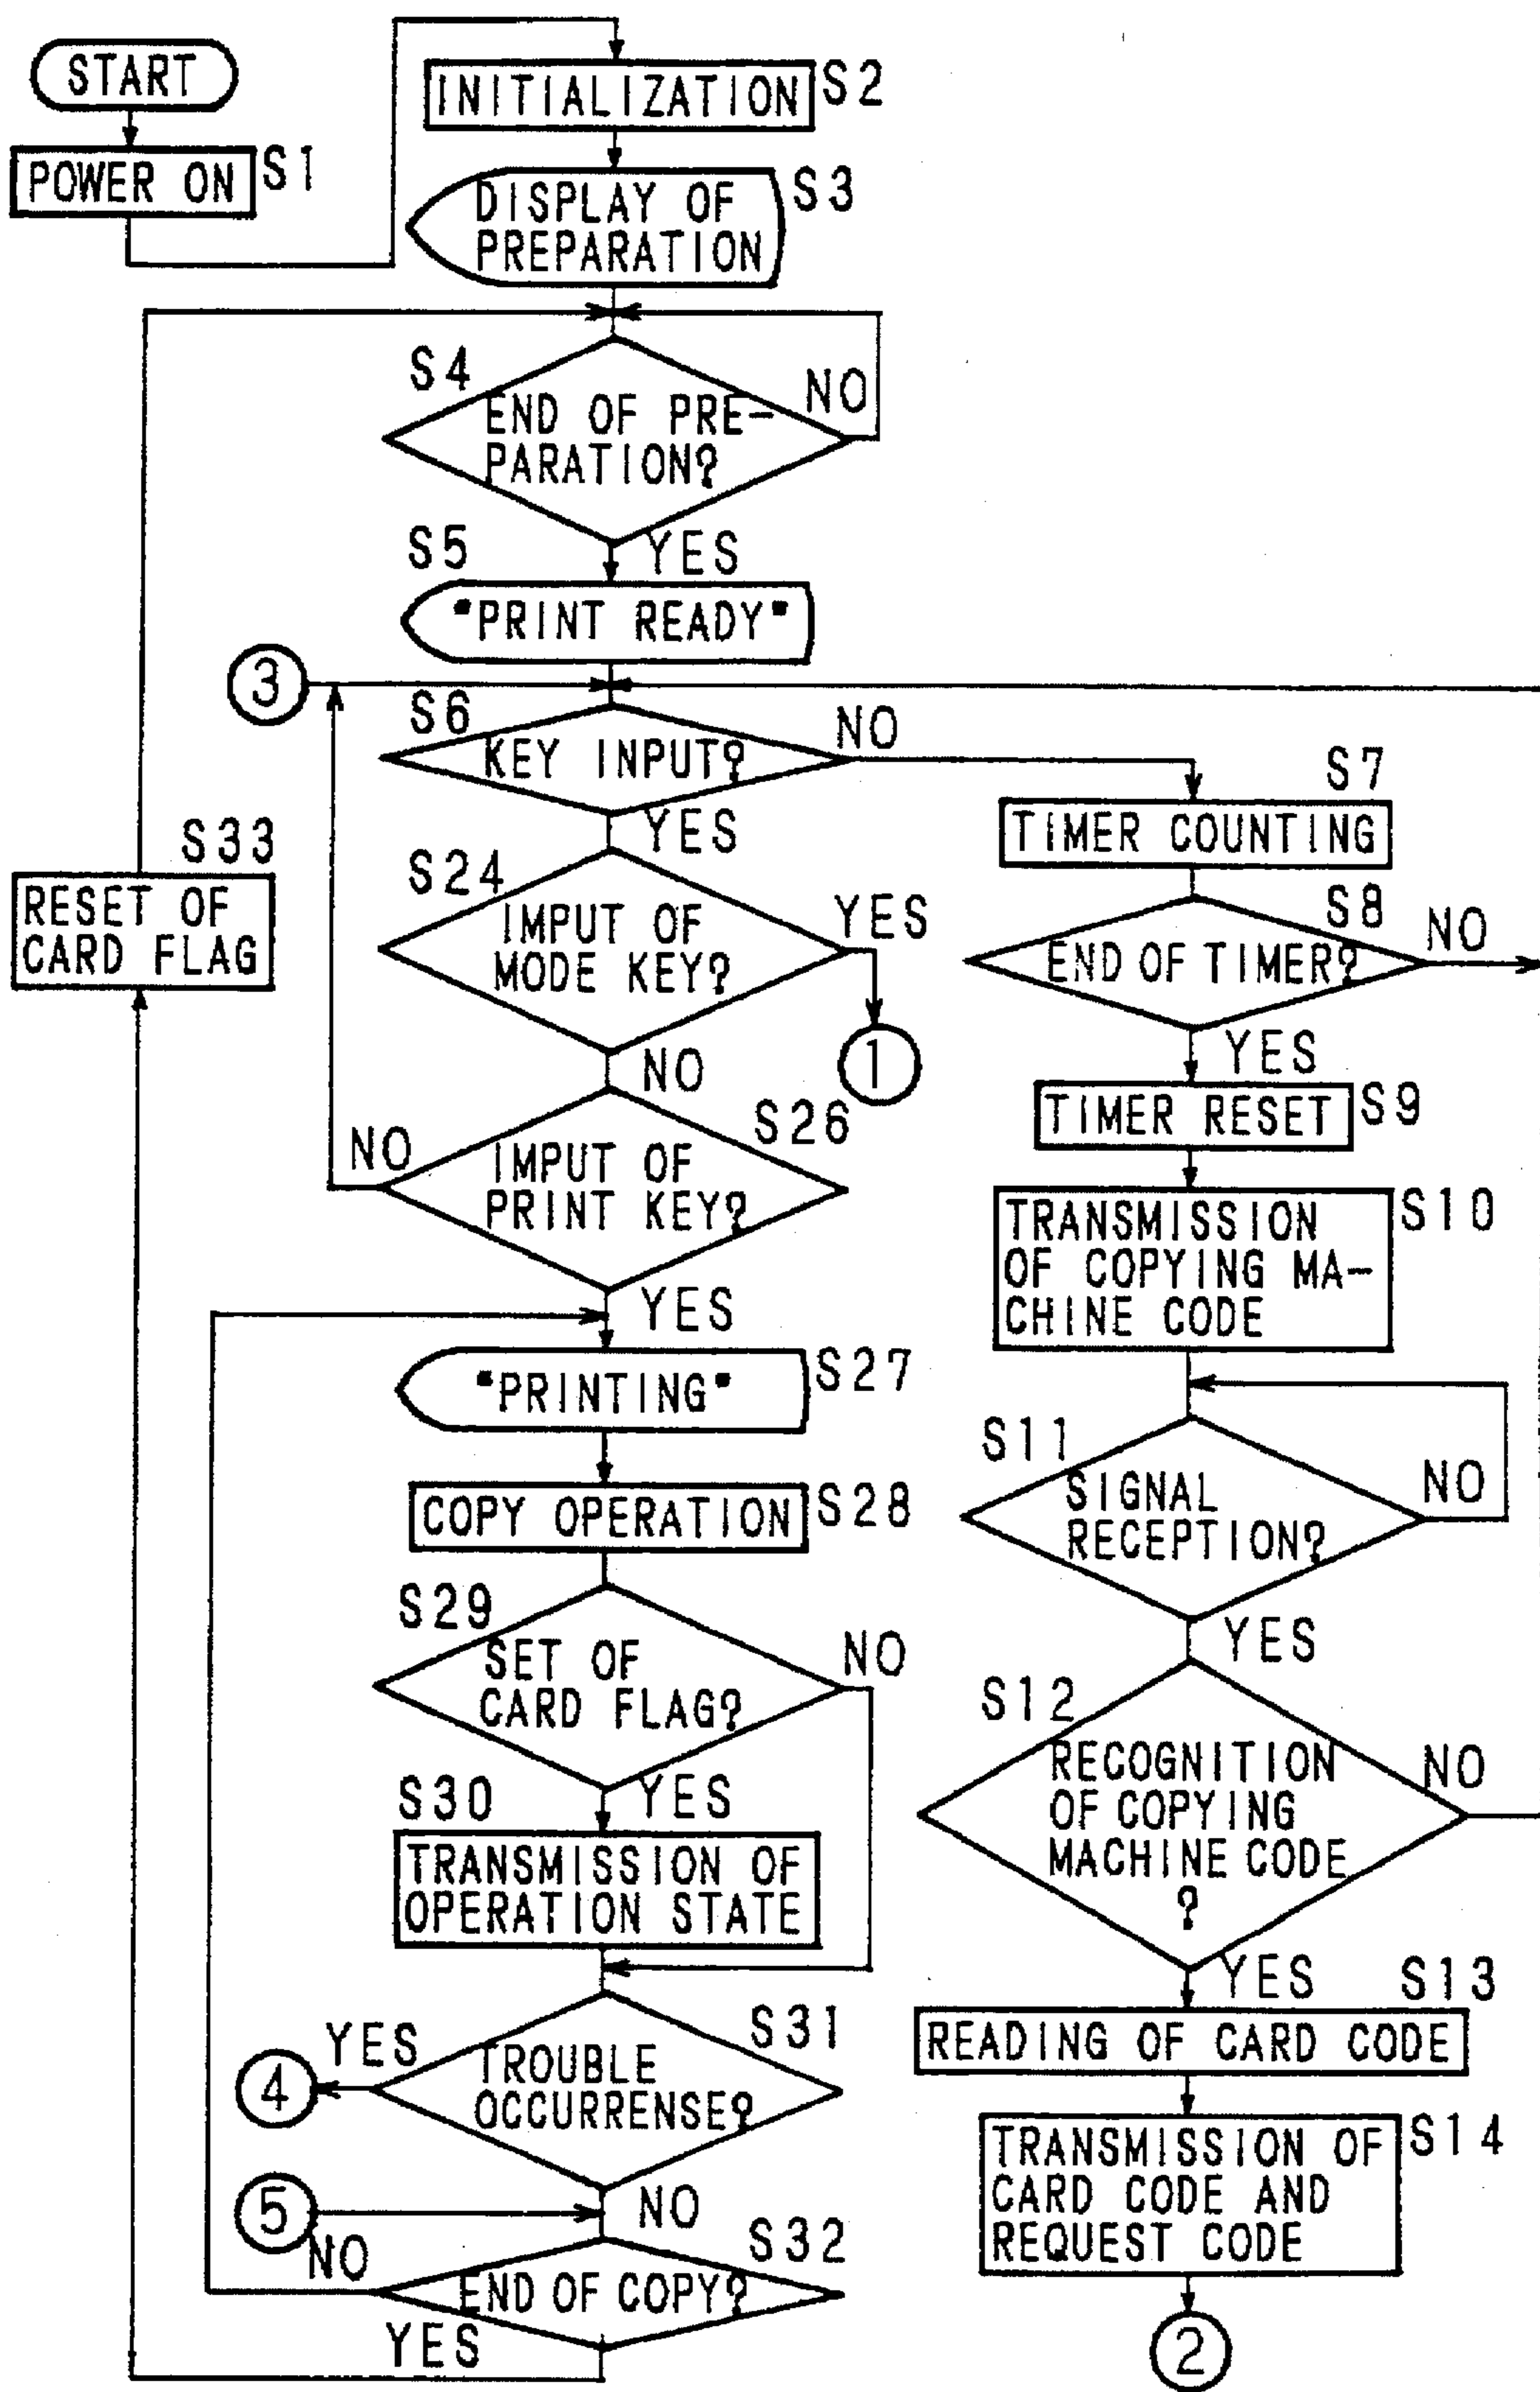 START
POWER ON
S1
INITIALIZATION
S2
DISPLAY OF
PREPARATION
S3
S4
END OF PRE-
PARATION?
NO
YES
S5
"PRINT READY"
3
S6
KEY INPUT?
NO
YES
S24
IMPUT OF
MODE KEY?
YES
1
NO
S26
IMPUT OF
PRINT KEY?
NO
YES
"PRINTING"
S27
COPY OPERATION
S28
S29
SET OF
CARD FLAG?
NO
YES
S30
TRANSMISSION OF
OPERATION STATE
S31
TROUBLE
OCCURRENSE?
YES
4
NO
5
S32
END OF COPY?
NO
YES
S33
RESET OF
CARD FLAG
S7
TIMER COUNTING
S8
END OF TIMER?
NO
YES
TIMER RESET
S9
TRANSMISSION
OF COPYING MA-
CHINE CODE
S10
S11
SIGNAL
RECEPTION?
NO
YES
S12
RECOGNITION
OF COPYING
MACHINE CODE
?
NO
YES
S13
READING OF CARD CODE
TRANSMISSION OF
CARD CODE AND
REQUEST CODE
S14
2